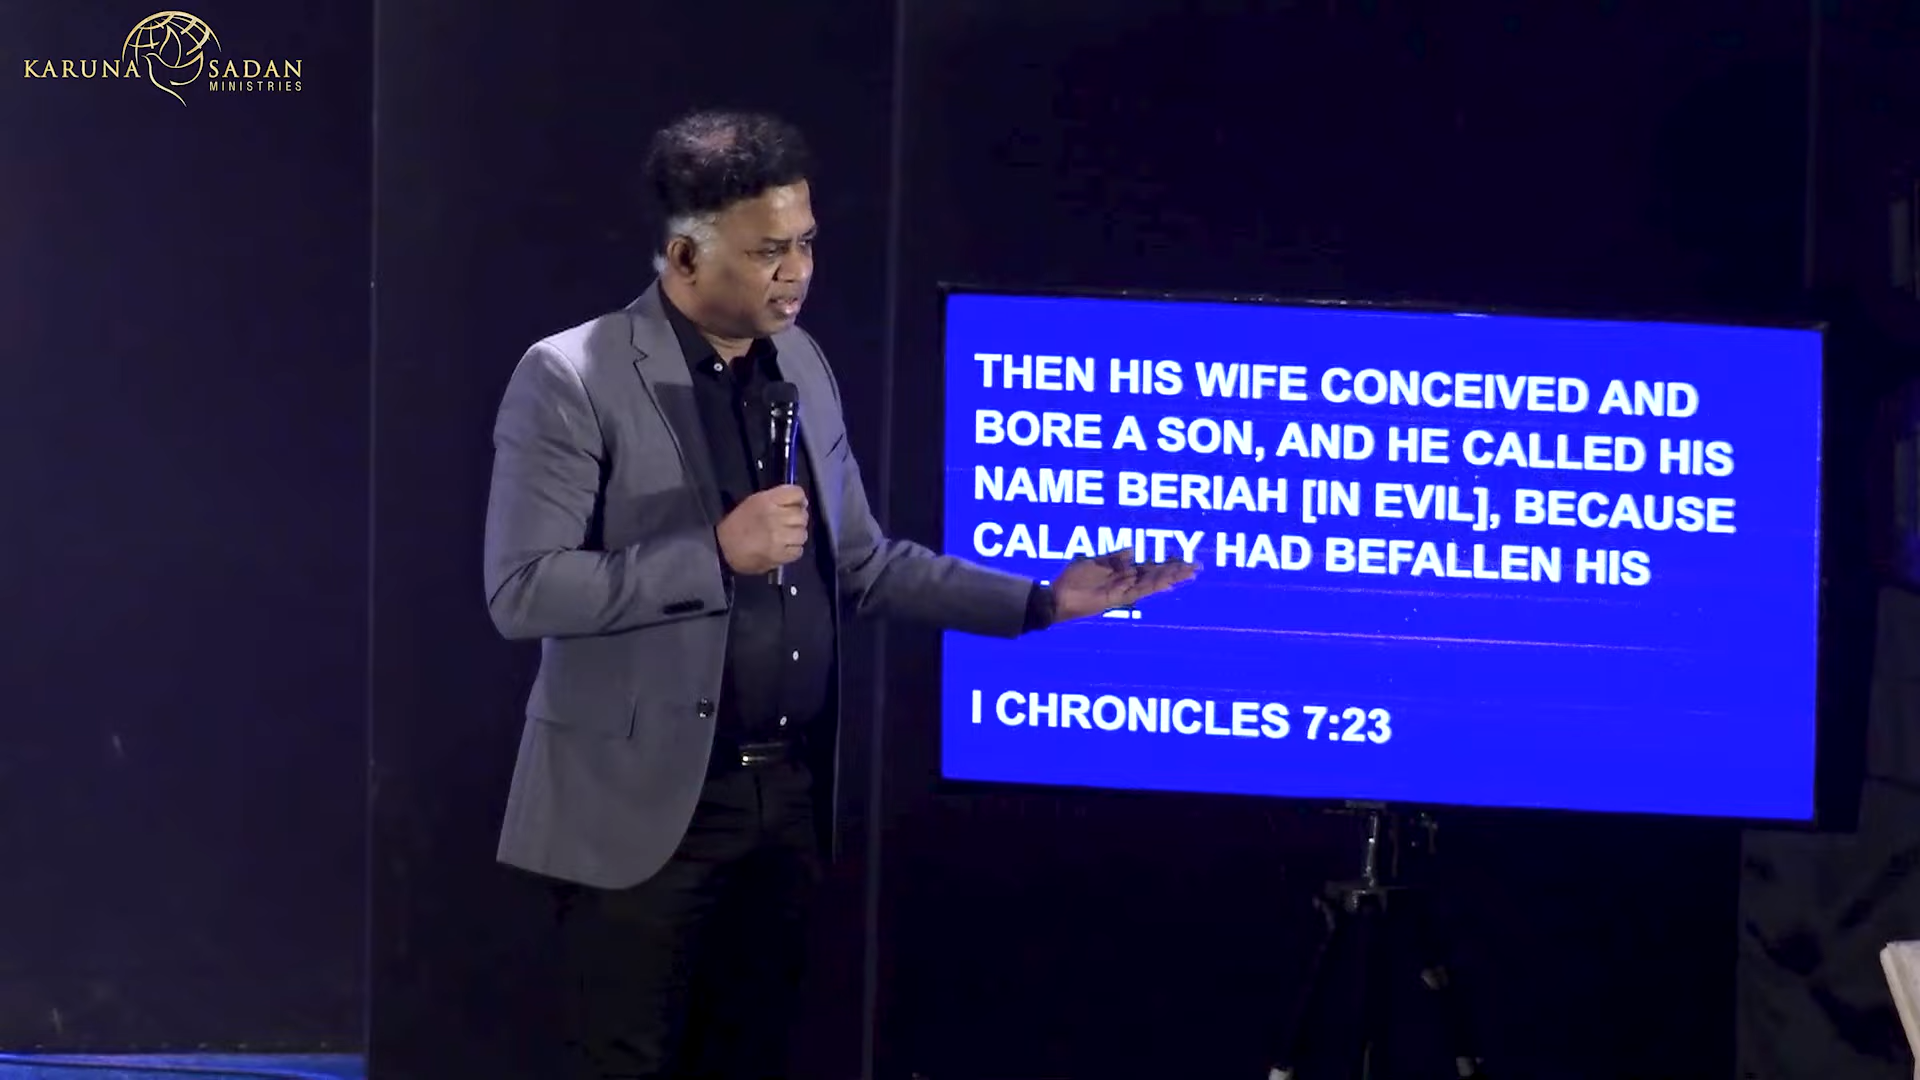 KARUNA SADAN
MINISTRIES
THEN HIS WIFE CONCEIVED AND
BORE A SON, AND HE CALLED HIS
NAME BERIAH [IN EVIL], BECAUSE
CALAMITY HAD BEFALLEN HIS
I CHRONICLES 7:23